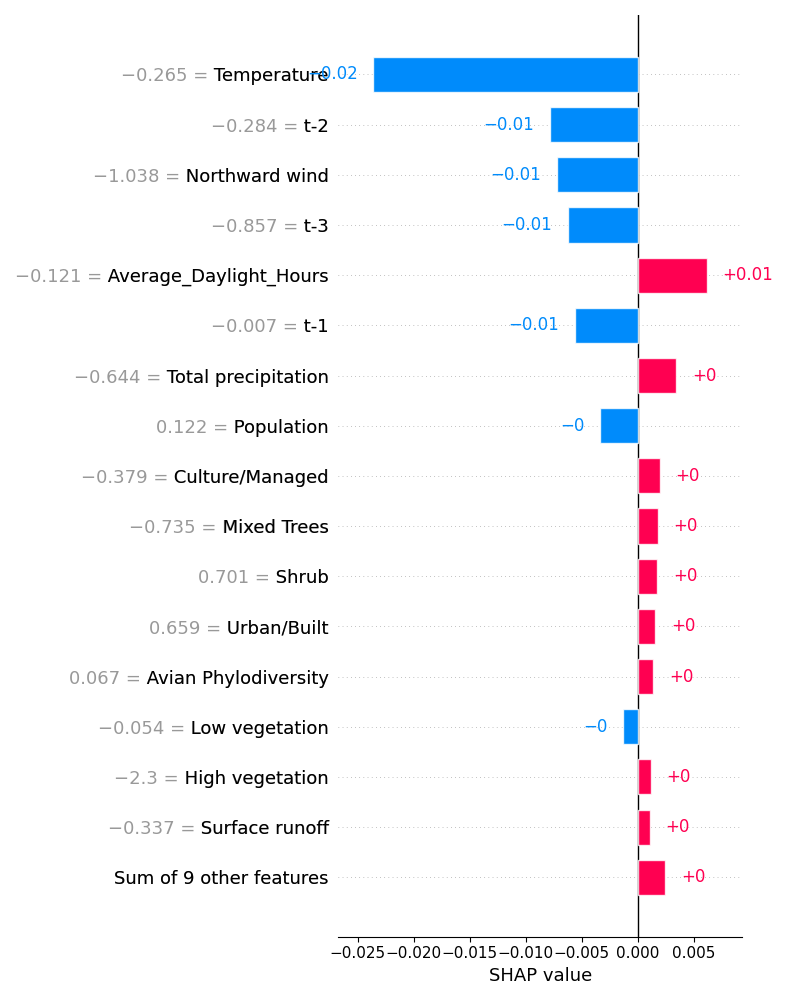 −0.265 = Temperature −0.02
−0.284 = t-2 −0.01
−1.038 = Northward wind −0.01
−0.857 = t-3 −0.01
−0.121 = Average_Daylight_Hours +0.01
−0.007 = t-1 −0.01
−0.644 = Total precipitation +0
0.122 = Population −0
−0.379 = Culture/Managed +0
−0.735 = Mixed Trees +0
0.701 = Shrub +0
0.659 = Urban/Built +0
0.067 = Avian Phylodiversity +0
−0.054 = Low vegetation −0
−2.3 = High vegetation +0
−0.337 = Surface runoff +0
Sum of 9 other features +0
−0.025 −0.020 −0.015 −0.010 −0.005 0.000 0.005
SHAP value